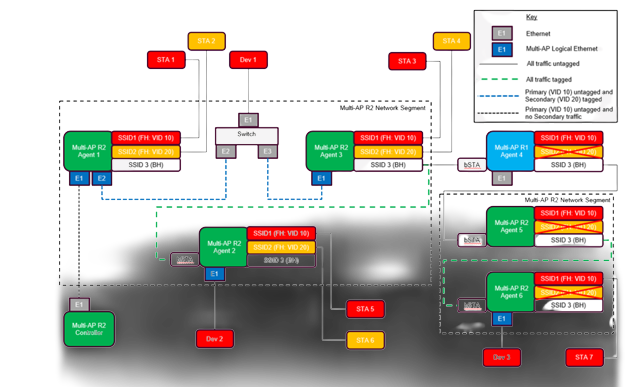 Key
E1
Ethernet
E1
Multi-AP Logical Ethernet
All traffic untagged
All traffic tagged
Primary (VID 10) untagged and
Secondary (VID 20) tagged
Primary (VID 10) untagged and
no Secondary traffic
STA 2
STA 4
STA 1
Dev 1
STA 3
Multi-AP R2 Network Segment
E1
Switch
E2
E3
Multi-AP R2
Agent 1
SSID1 (FH: VID 10)
SSID2 (FH: VID 20)
SSID 3 (BH)
E1
E2
Multi-AP R2
Agent 3
SSID1 (FH: VID 10)
SSID2 (FH: VID 20)
SSID 3 (BH)
E1
bSTA
Multi-AP R1
Agent 4
SSID1 (FH: VID 10)
SSID 3 (BH)
E1
Multi-AP R2 Network Segment
bSTA
Multi-AP R2
Agent 5
SSID1 (FH: VID 10)
SSID 3 (BH)
bSTA
Multi-AP R2
Agent 2
SSID1 (FH: VID 10)
SSID2 (FH: VID 20)
SSID 3 (BH)
E1
bSTA
Multi-AP R2
Agent 6
SSID1 (FH: VID 10)
SSID 3 (BH)
E1
E1
Multi-AP R2
Controller
STA 5
Dev 2
STA 6
Dev 3
STA 7